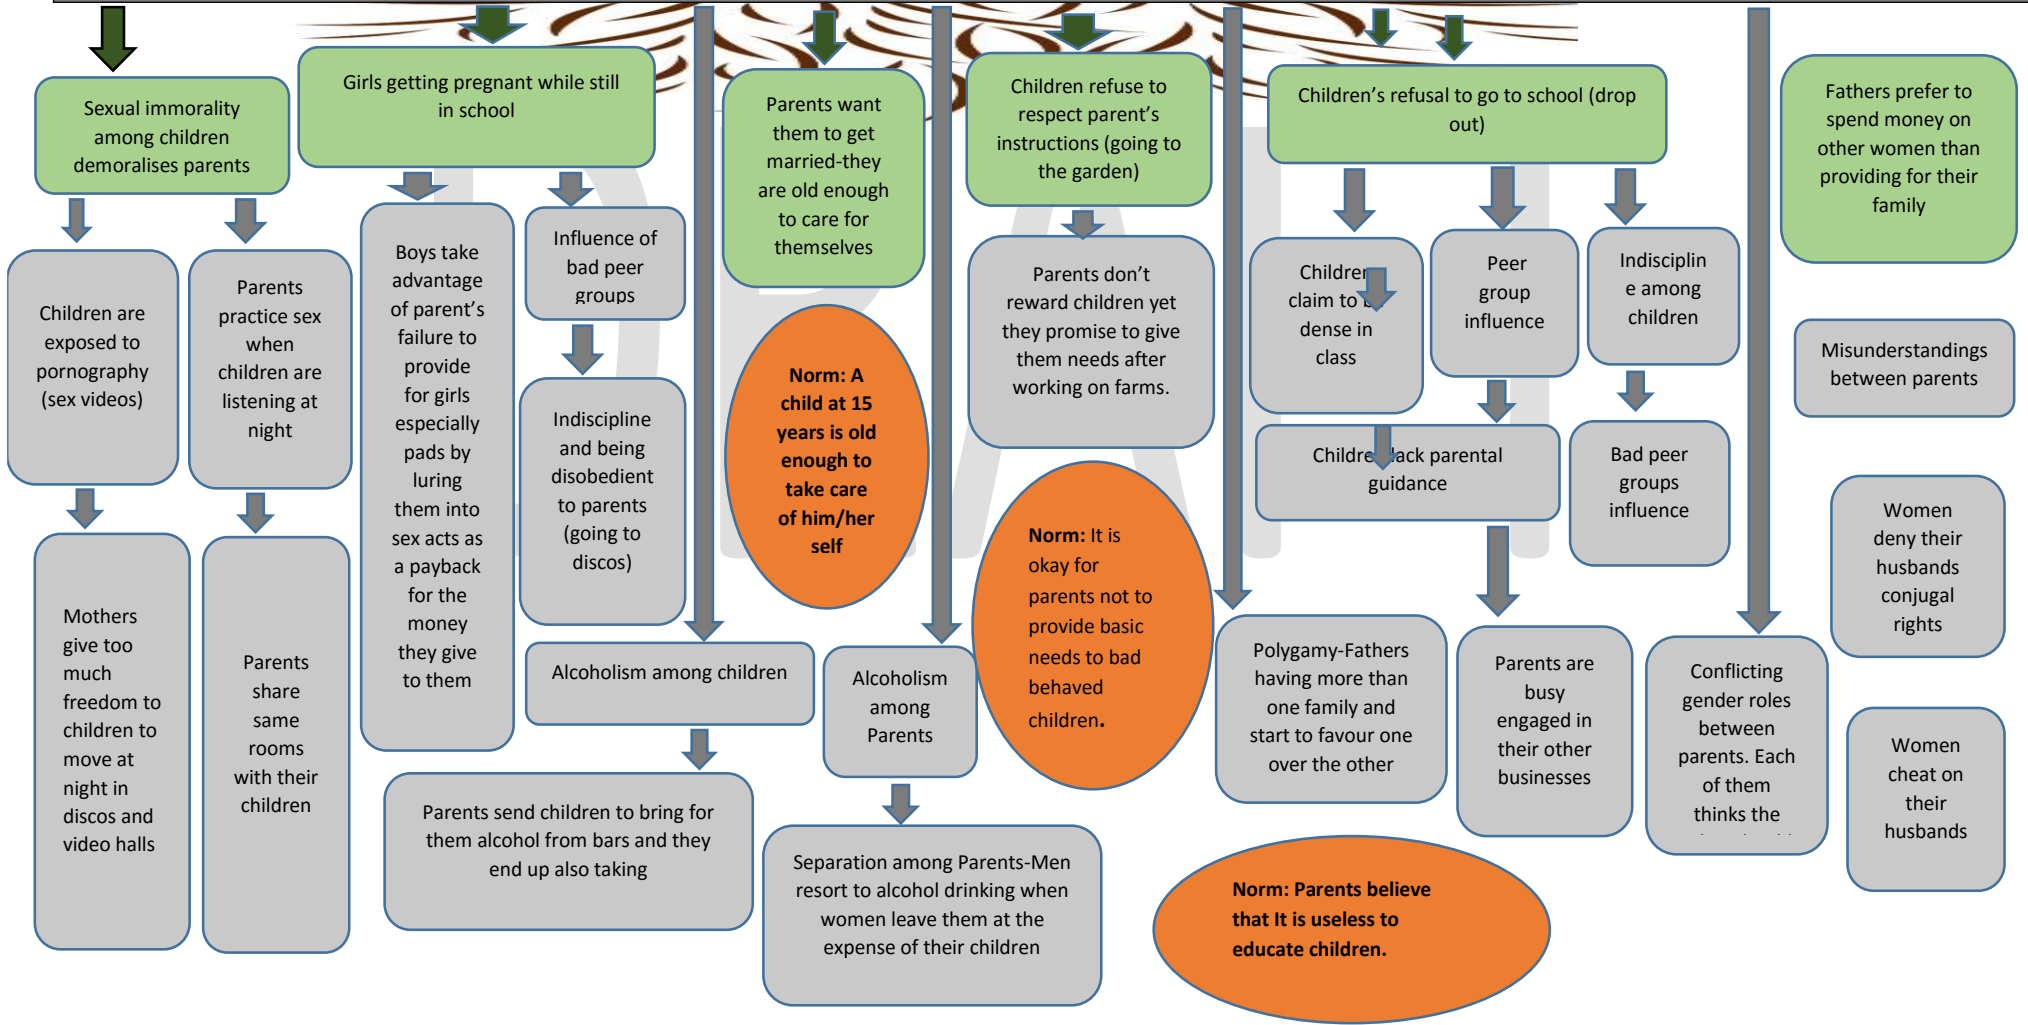 Sexual immorality
among children
demoralises parents
Girls getting pregnant while still
in school
Parents want
them to get
married-they
are old enough
to care for
themselves
Children refuse to
respect parent's
instructions (going to
the garden)
Children's refusal to go to school (drop
out)
Fathers prefer to
spend money on
other women than
providing for their
family
Children are
exposed to
pornography
(sex videos)
Parents
practice sex
when
children are
listening at
night
Boys take
advantage
of parent's
failure to
provide
for girls
especially
pads by
luring
them into
sex acts as
a payback
for the
money
they give
to them
Influence of
bad peer
groups
Indiscipline
and being
disobedient
to parents
(going to
discos)
Norm: A
child at 15
years is old
enough to
take care
of him/her
self
Parents don't
reward children yet
they promise to give
them needs after
working on farms.
Children
claim to be
dense in
class
Peer
group
influence
Indisciplin
e among
children
Misunderstandings
between parents
Children lack parental
guidance
Bad peer
groups
influence
Women
deny their
husbands
conjugal
rights
Norm: It is
okay for
parents not to
provide basic
needs to bad
behaved
children.
Mothers
give too
much
freedom to
children to
move at
night in
discos and
video halls
Parents
share
same
rooms
with their
children
Alcoholism among children
Alcoholism
among
Parents
Polygamy-Fathers
having more than
one family and
start to favour one
over the other
Parents are
busy
engaged in
their other
businesses
Conflicting
gender roles
between
parents. Each
of them
thinks the
Women
cheat on
their
husbands
Parents send children to bring for
them alcohol from bars and they
end up also taking
Separation among Parents-Men
resort to alcohol drinking when
women leave them at the
expense of their children
Norm: Parents believe
that It is useless to
educate children.